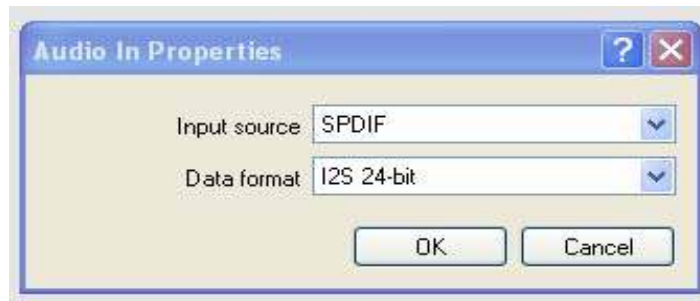 Audio In Properties
Input source SPDIF
Data format I2S 24-bit
OK Cancel